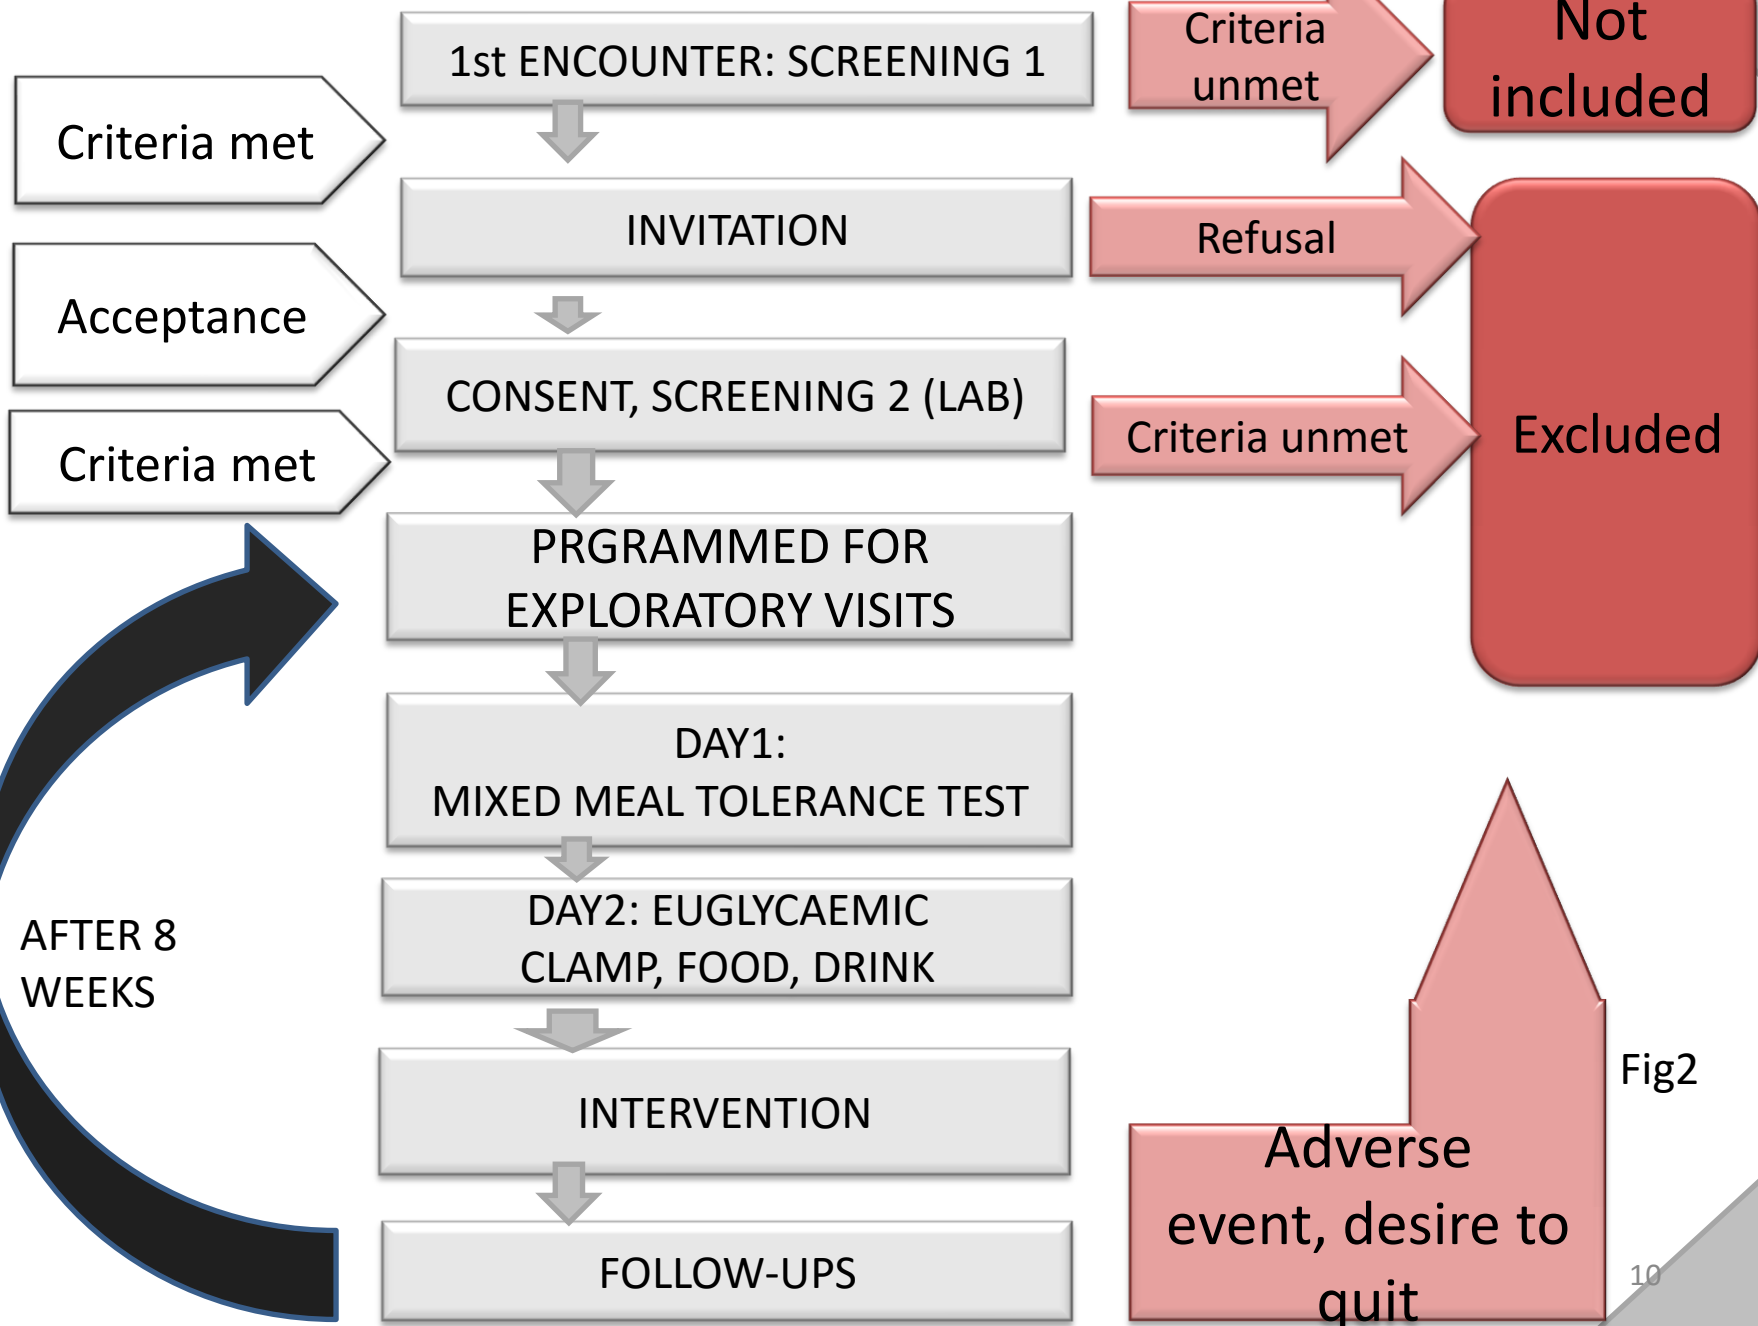 1st ENCOUNTER: SCREENING 1
Criteria
unmet
Not
included
Criteria met
INVITATION
Refusal
Acceptance
CONSENT, SCREENING 2 (LAB)
Criteria unmet
Excluded
Criteria met
PRGRAMMED FOR
EXPLORATORY VISITS
DAY1:
MIXED MEAL TOLERANCE TEST
DAY2: EUGLYCAEMIC
CLAMP, FOOD, DRINK
AFTER 8
WEEKS
INTERVENTION
Fig2
Adverse
event, desire to
quit
FOLLOW-UPS
10